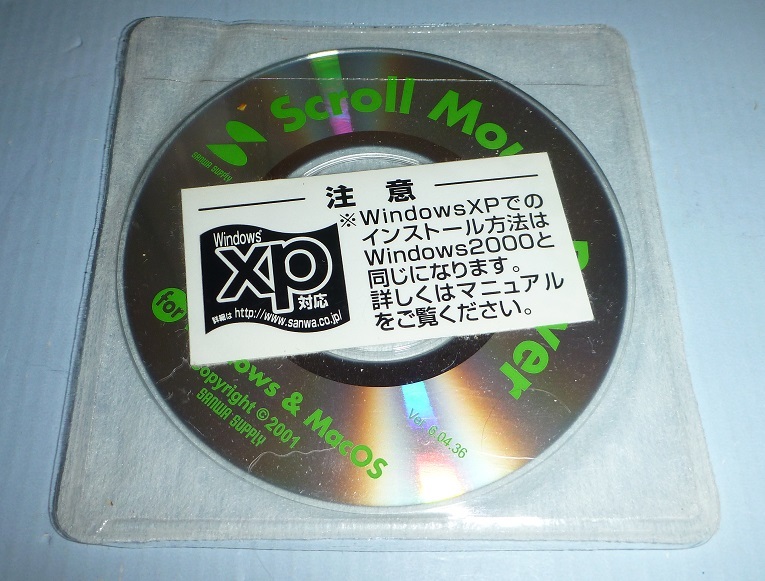 Scroll
SANWA SUPPLY
注 意
※WindowsXPでの
インストール方法は
Windows2000と
同じになります。
詳しくはマニュアル
をご覧ください。
Windows
xp
対応
詳細は http://www.sanwa.co.jp/
for
& MacOS
Copyright © 2001
SANWA SUPPLY
Ver. 6.04.36